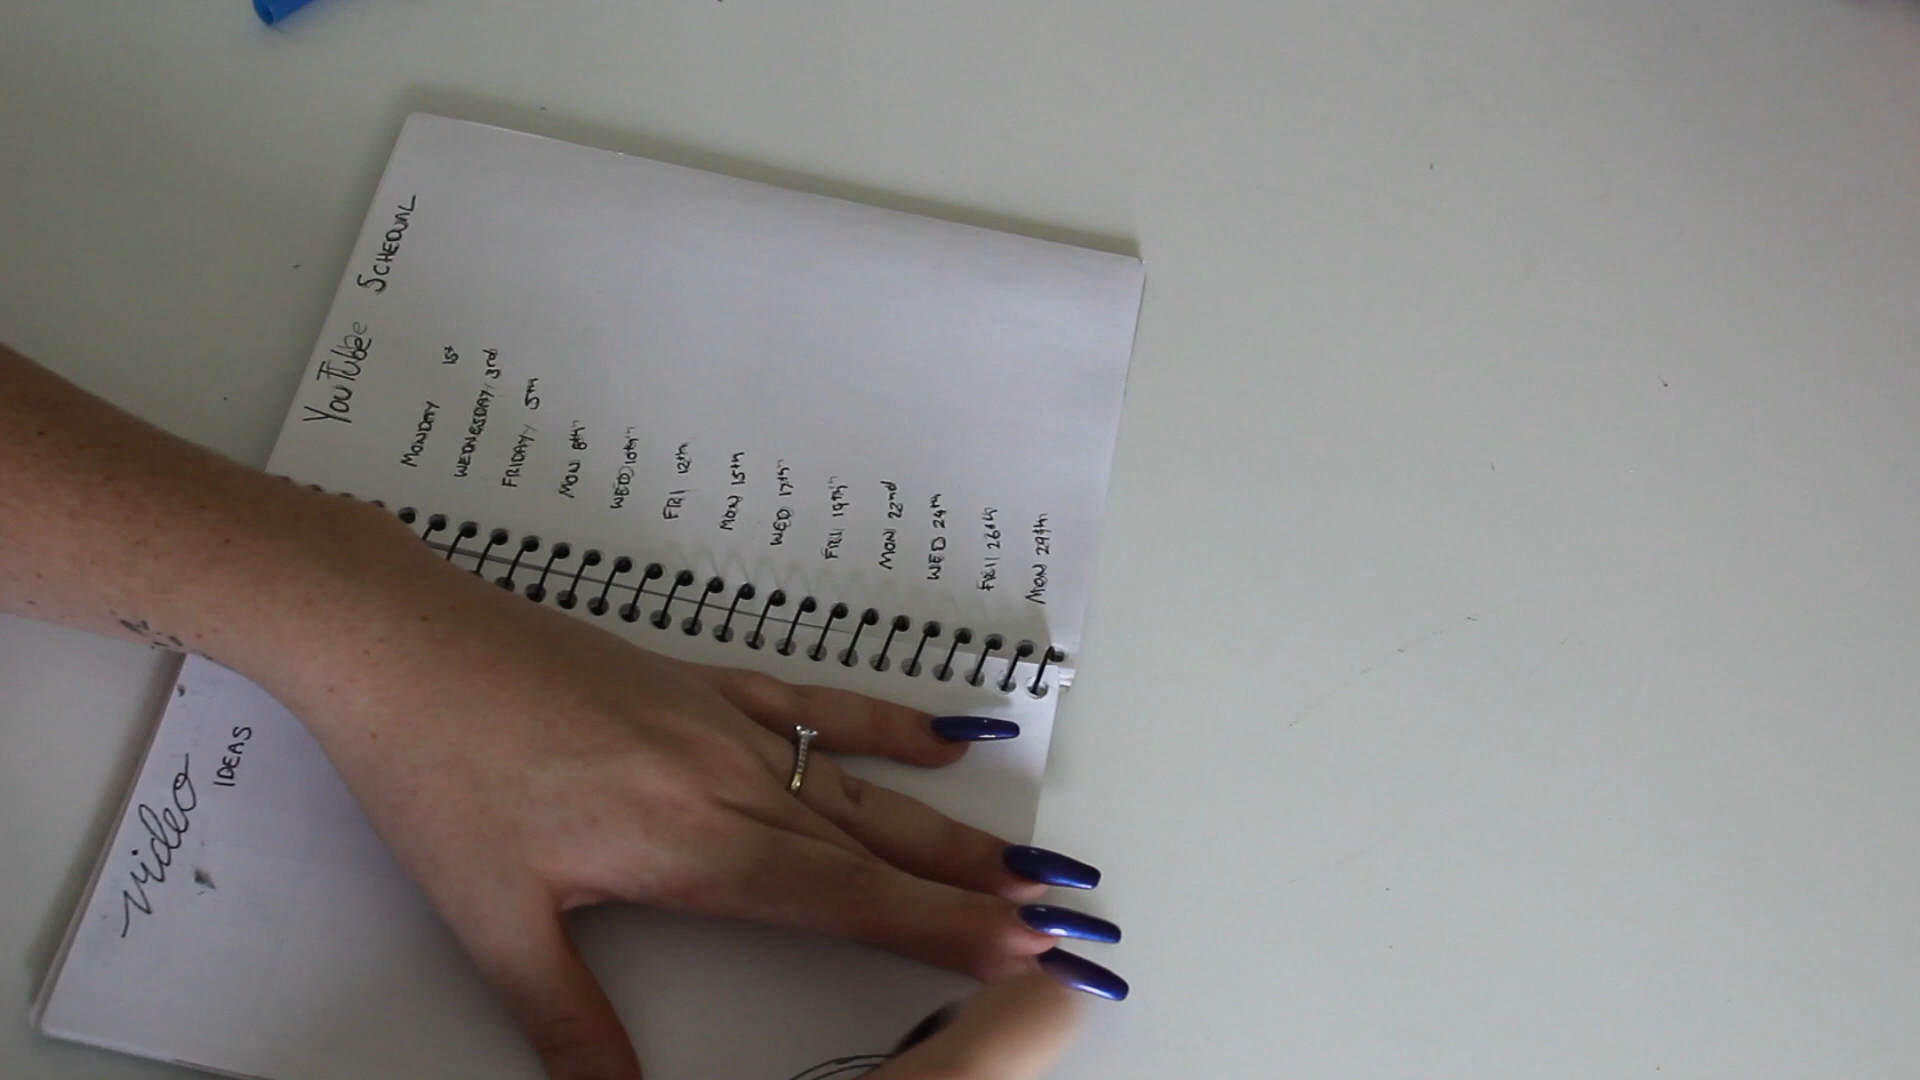 YouTube SCHEDUAL
MONDAY 1st
WEDNESDAY/ 3rd
FRIDAY/ 5th
MON 8th
WED 10th
FRI 12th
MON 15th
WED 17th
FRI 19th
MON 22nd
WED 24th
FRI 26th
MON 29th
video
IDEAS